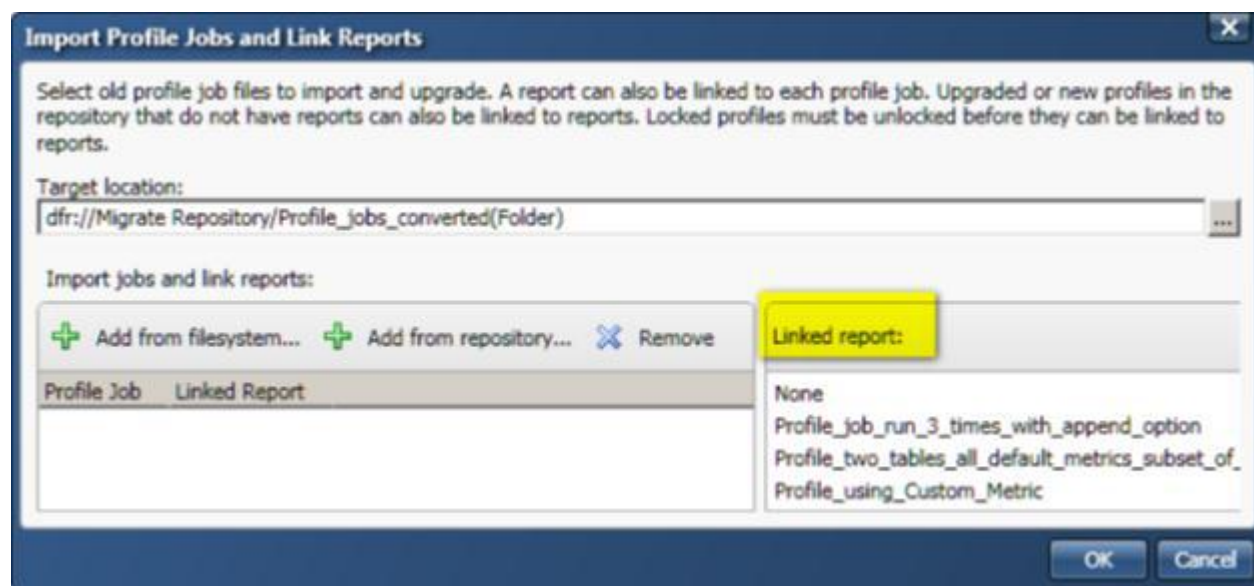 Import Profile Jobs and Link Reports
Select old profile job files to import and upgrade. A report can also be linked to each profile job. Upgraded or new profiles in the
repository that do not have reports can also be linked to reports. Locked profiles must be unlocked before they can be linked to
reports.
Target location:
dfr://Migrate Repository/Profile_jobs_converted(Folder)
...
Import jobs and link reports:
Add from filesystem... Add from repository... Remove
Linked report:
Profile Job Linked Report
None
Profile_job_run_3_times_with_append_option
Profile_two_tables_all_default_metrics_subset_of_
Profile_using_Custom_Metric
OK Cancel